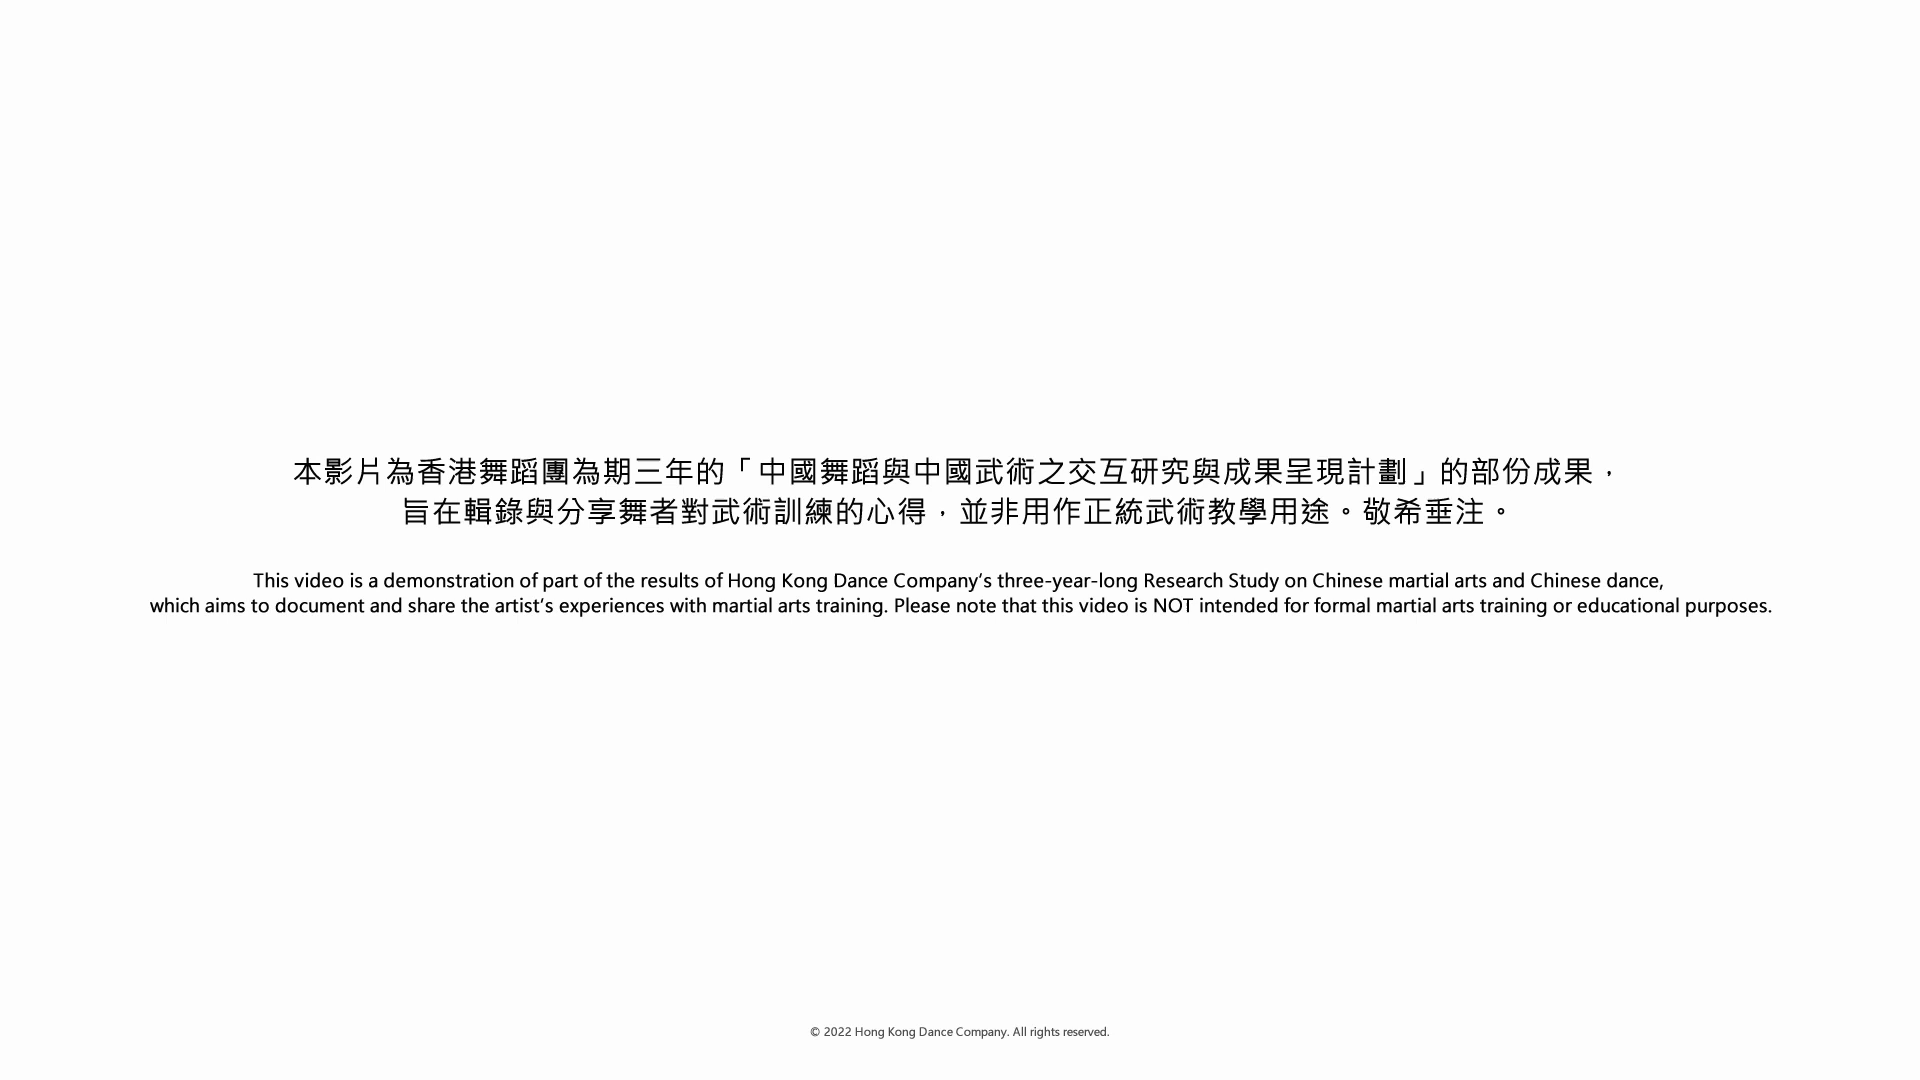 本影片為香港舞蹈團為期三年的「中國舞蹈與中國武術之交互研究與成果呈現計劃」的部份成果，
旨在輯錄與分享舞者對武術訓練的心得，並非用作正統武術教學用途。敬希垂注。
This video is a demonstration of part of the results of Hong Kong Dance Company’s three-year-long Research Study on Chinese martial arts and Chinese dance,
which aims to document and share the artist’s experiences with martial arts training. Please note that this video is NOT intended for formal martial arts training or educational purposes.
© 2022 Hong Kong Dance Company. All rights reserved.